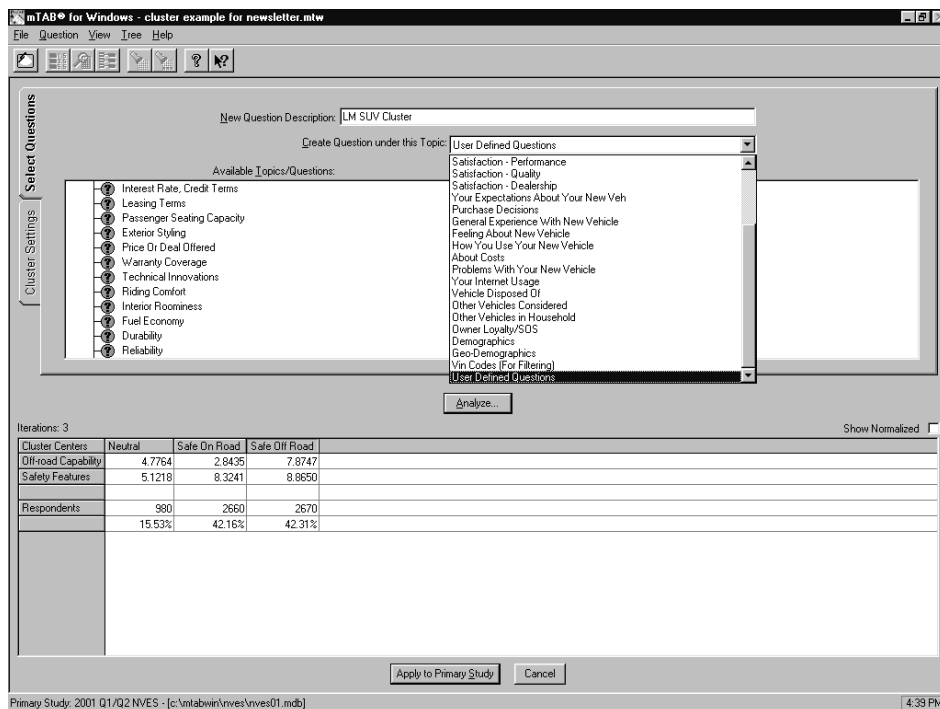 mTAB® for Windows - cluster example for newsletter.mtw
File Question View Tree Help
Select Questions
Cluster Settings
New Question Description: LM SUV Cluster
Create Question under this Topic: User Defined Questions
Available Topics/Questions:
Interest Rate, Credit Terms
Leasing Terms
Passenger Seating Capacity
Exterior Styling
Price Or Deal Offered
Warranty Coverage
Technical Innovations
Riding Comfort
Interior Roominess
Fuel Economy
Durability
Reliability
Satisfaction - Performance
Satisfaction - Quality
Satisfaction - Dealership
Your Expectations About Your New Veh
Purchase Decisions
General Experience With New Vehicle
Feeling About New Vehicle
How You Use Your New Vehicle
About Costs
Problems With Your New Vehicle
Your Internet Usage
Vehicle Disposed Of
Other Vehicles Considered
Other Vehicles in Household
Owner Loyalty/SOS
Demographics
Geo-Demographics
Vin Codes (For Filtering)
User Defined Questions
Analyze...
Iterations: 3 Show Normalized
Cluster Centers Neutral Safe On Road Safe Off Road
Off-road Capability 4.7764 2.8435 7.8747
Safety Features 5.1218 8.3241 8.8650
Respondents 980 2660 2670
15.53% 42.16% 42.31%
Apply to Primary Study Cancel
Primary Study: 2001 Q1/Q2 NVES - [c:\mtabwin\nves\nves01.mdb] 4:39 PM